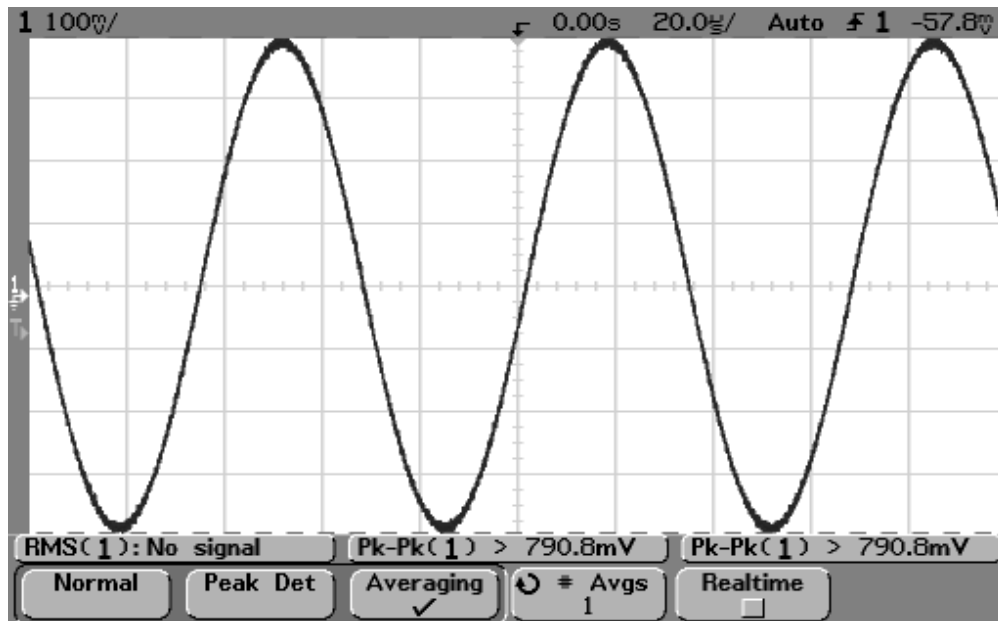 1 100mV/ 0.00s 20.0us/ Auto 1 -57.8mV
1
T
RMS(1):No signal Pk-Pk(1) > 790.8mV Pk-Pk(1) > 790.8mV
Normal Peak Det Averaging # Avgs Realtime
1